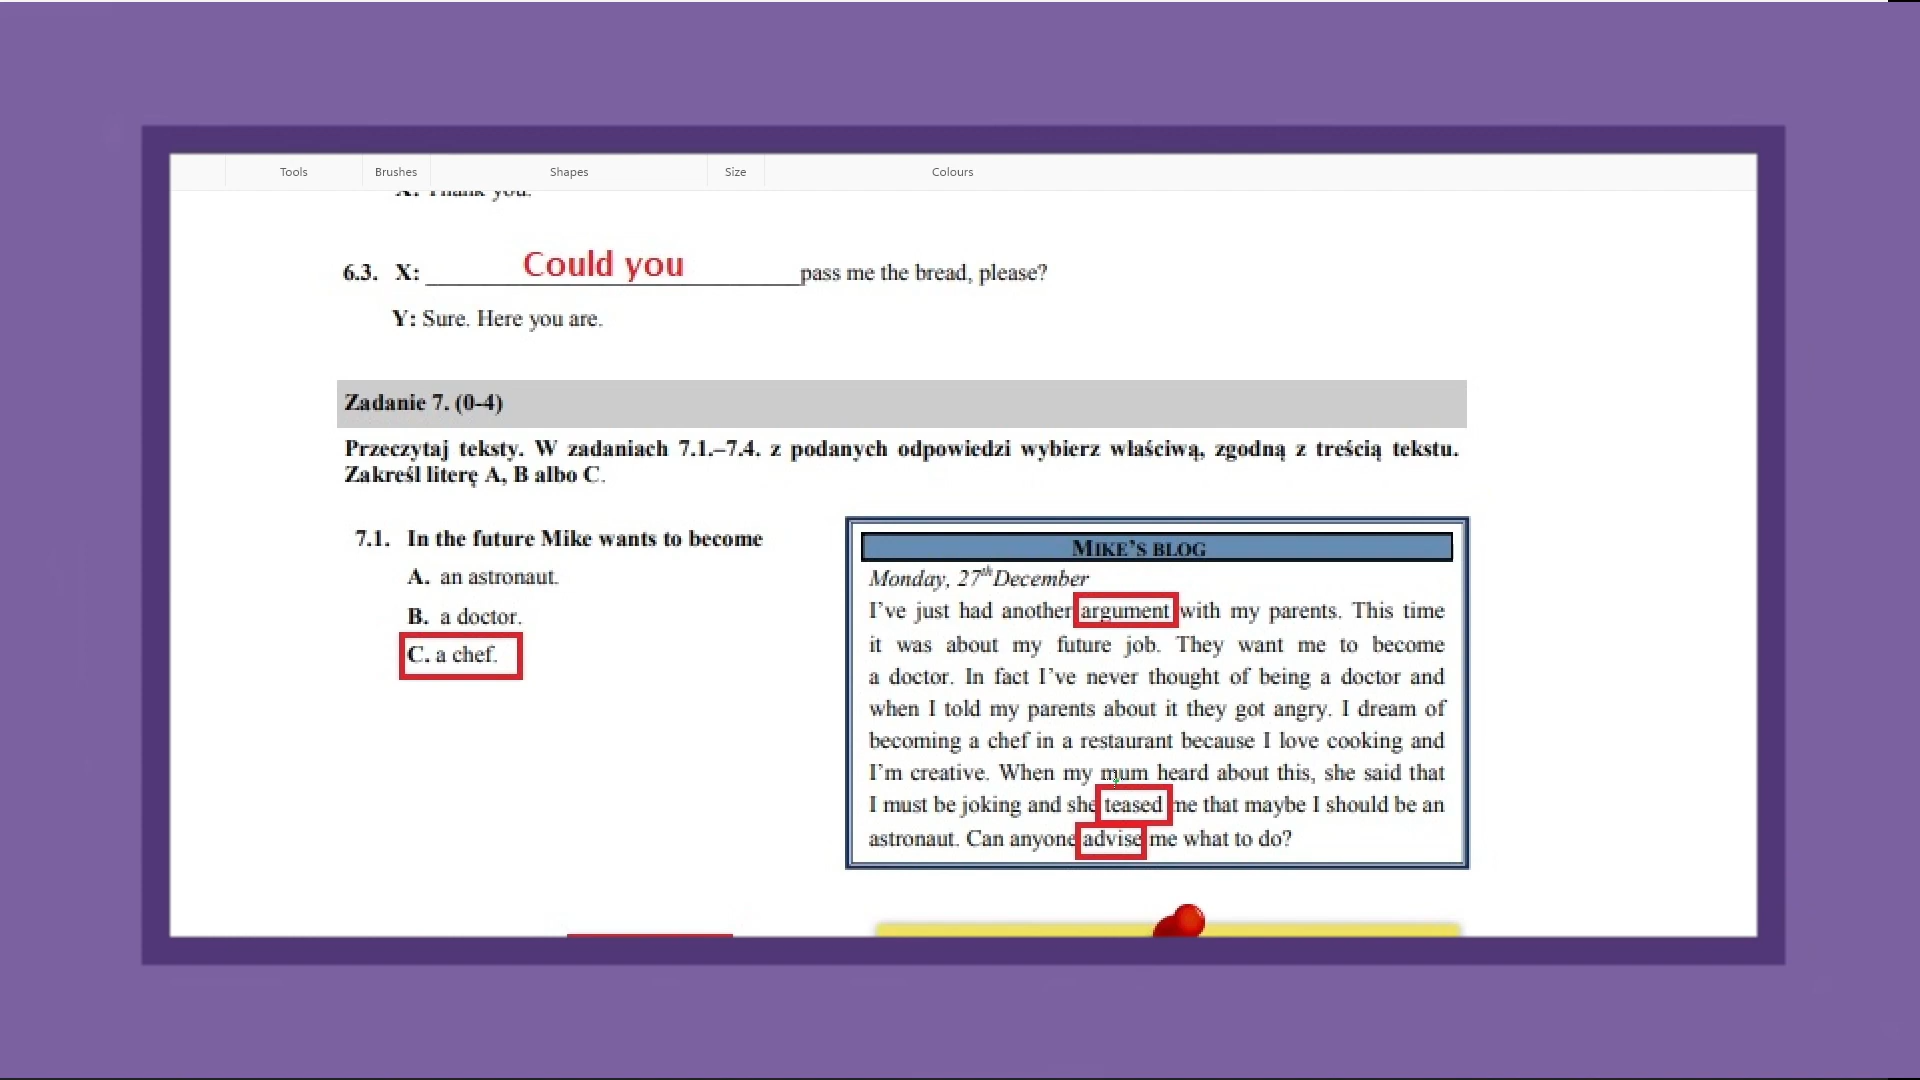 Tools Brushes Shapes Size Colours
X: Thank you.
6.3. X: Could you pass me the bread, please?
Y: Sure. Here you are.
Zadanie 7. (0-4)
Przeczytaj teksty. W zadaniach 7.1.–7.4. z podanych odpowiedzi wybierz właściwą, zgodną z treścią tekstu.
Zakreśl literę A, B albo C.
7.1. In the future Mike wants to become
A. an astronaut.
B. a doctor.
C. a chef.
MIKE'S BLOG
Monday, 27th December
I've just had another argument with my parents. This time
it was about my future job. They want me to become
a doctor. In fact I've never thought of being a doctor and
when I told my parents about it they got angry. I dream of
becoming a chef in a restaurant because I love cooking and
I'm creative. When my mum heard about this, she said that
I must be joking and she teased me that maybe I should be an
astronaut. Can anyone advise me what to do?